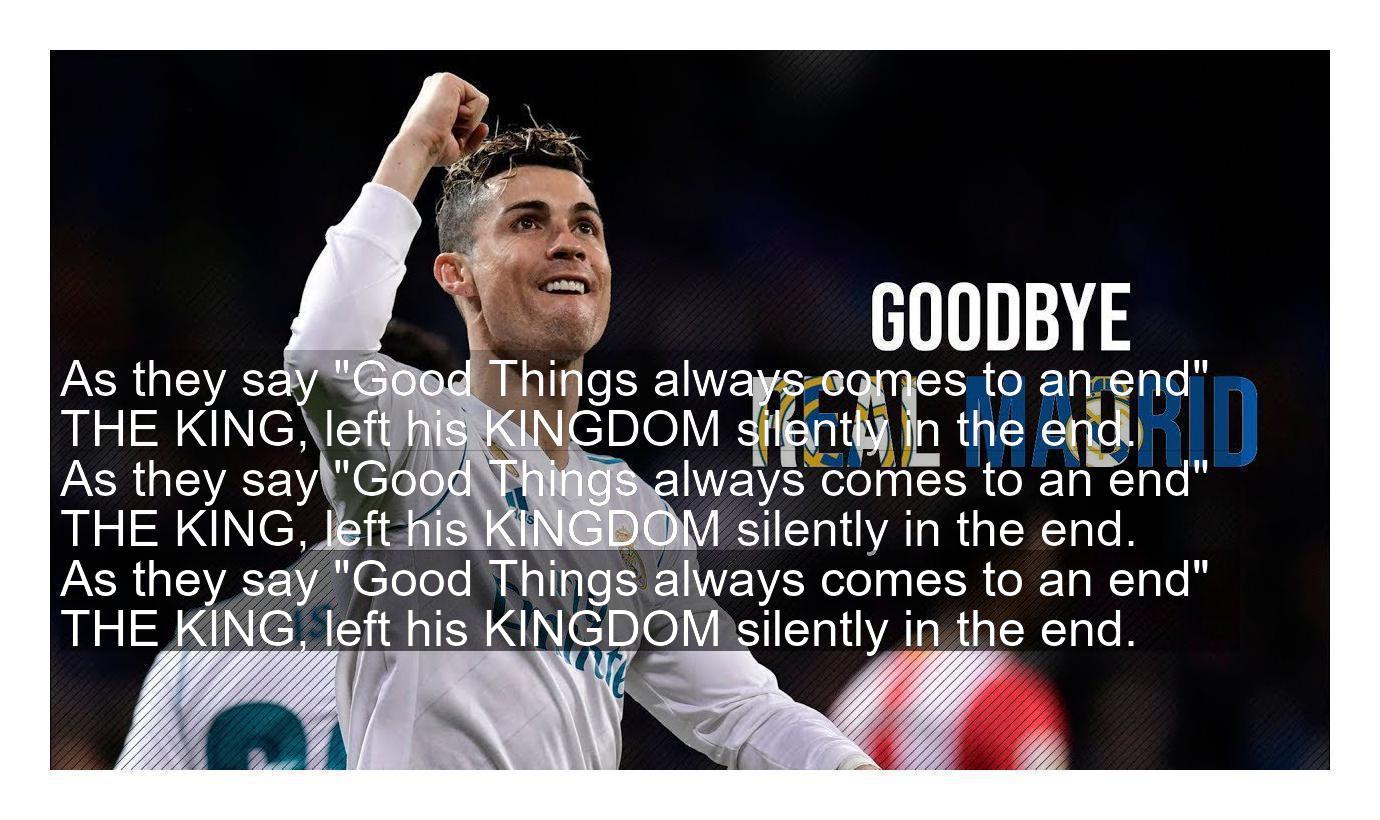 GOODBYE
REAL MADRID
As they say "Good Things always comes to an end"
THE KING, left his KINGDOM silently in the end.
As they say "Good Things always comes to an end"
THE KING, left his KINGDOM silently in the end.
As they say "Good Things always comes to an end"
THE KING, left his KINGDOM silently in the end.